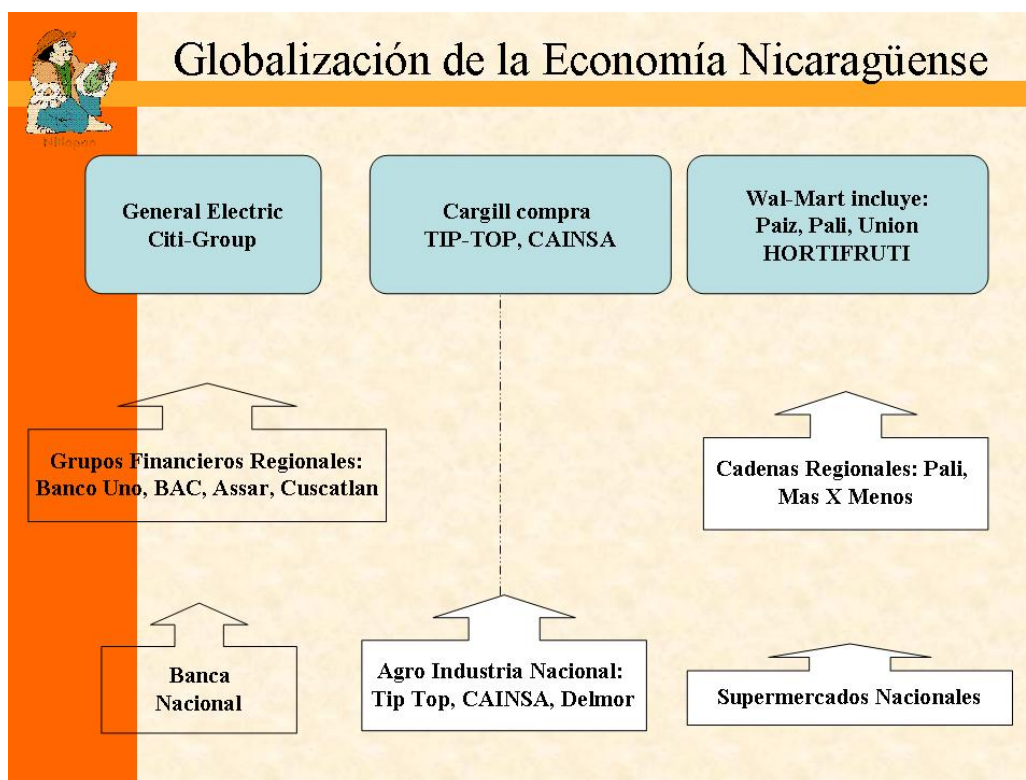 Globalización de la Economía Nicaragüense
Nitlapan
General Electric
Citi-Group
Cargill compra
TIP-TOP, CAINSA
Wal-Mart incluye:
Paiz, Pali, Union
HORTIFRUTI
Grupos Financieros Regionales:
Banco Uno, BAC, Assar, Cuscatlan
Cadenas Regionales: Pali,
Mas X Menos
Banca
Nacional
Agro Industria Nacional:
Tip Top, CAINSA, Delmor
Supermercados Nacionales